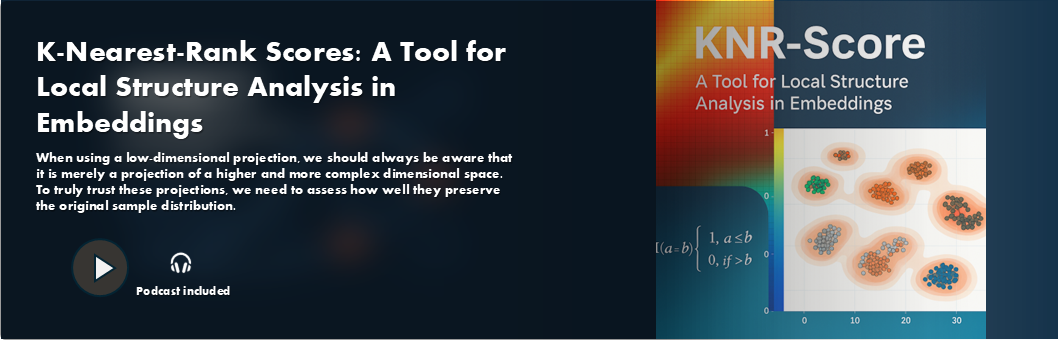 K-Nearest-Rank Scores: A Tool for
Local Structure Analysis in
Embeddings
When using a low-dimensional projection, we should always be aware that
it is merely a projection of a higher and more complex dimensional space.
To truly trust these projections, we need to assess how well they preserve
the original sample distribution.
Podcast included
KNR-Score
A Tool for Local Structure
Analysis in Embeddings
1
0
0
0
I(a=b){ 1, a≤b
0, if >b
0 10 20 30